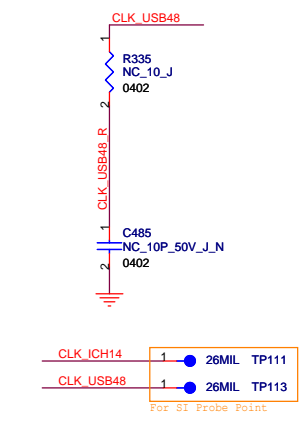 CLK_USB48
1
R335
NC_10_J
0402
2
CLK_USB48_R
1
C485
NC_10P_50V_J_N
0402
2
CLK_ICH14 1 26MIL TP111
CLK_USB48 1 26MIL TP113
For SI Probe Point